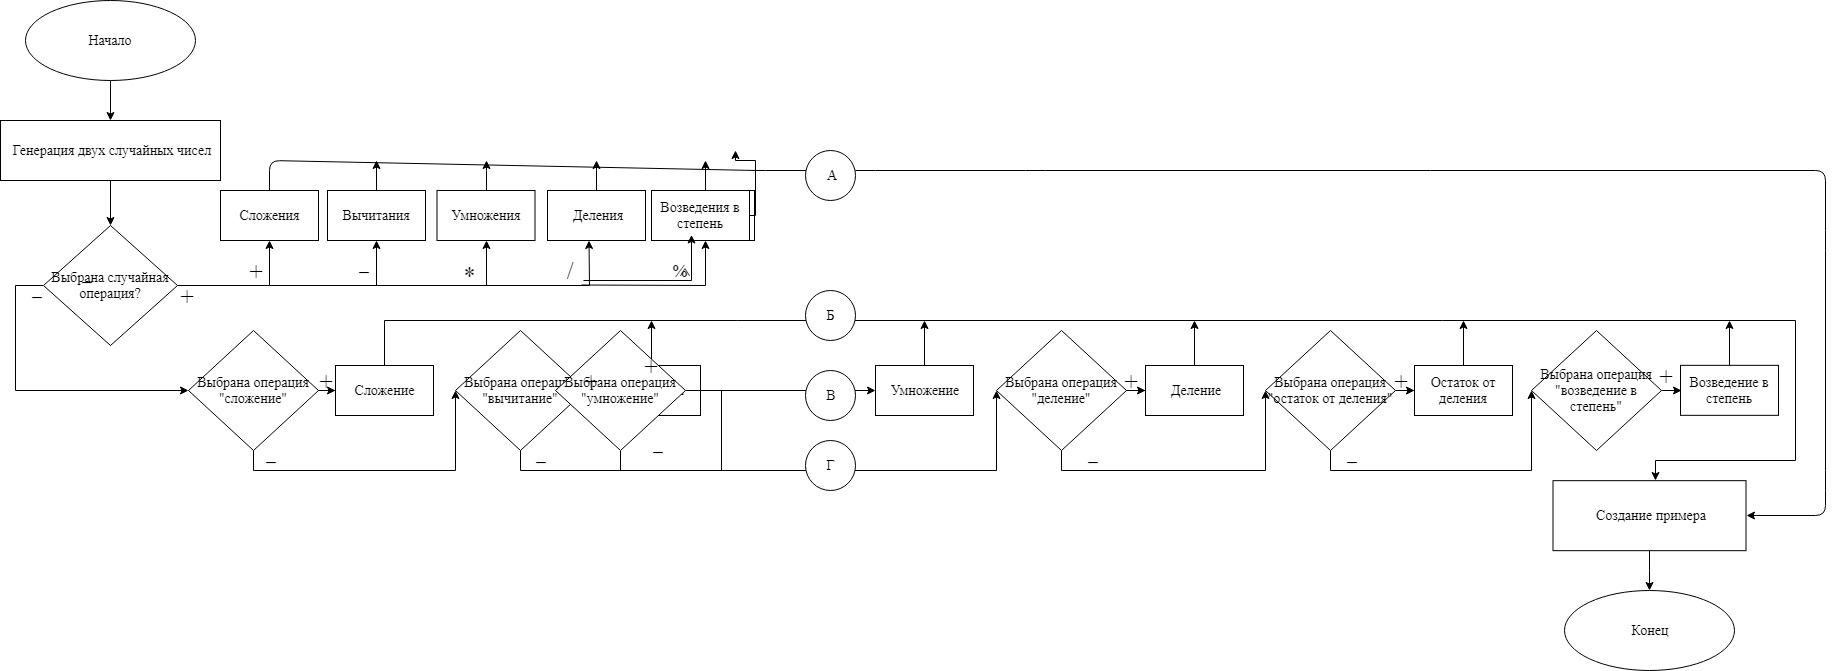 Начало
Генерация двух случайных чисел
А
Сложения
Вычитания
Умножения
Деления
Возведения в
степень
+
−
*
/
%
Выбрана случайная
операция?
−
+
Б
Выбрана операция
"сложение"
+
−
Сложение
Выбрана операц
"вычитание"
−
Выбрана операция
"умножение"
+
−
В
Г
Умножение
Выбрана операция
"деление"
+
−
Деление
Выбрана операция
"остаток от деления"
+
−
Остаток от
деления
Выбрана операция
"возведение в
степень"
+
Возведение в
степень
Создание примера
Конец